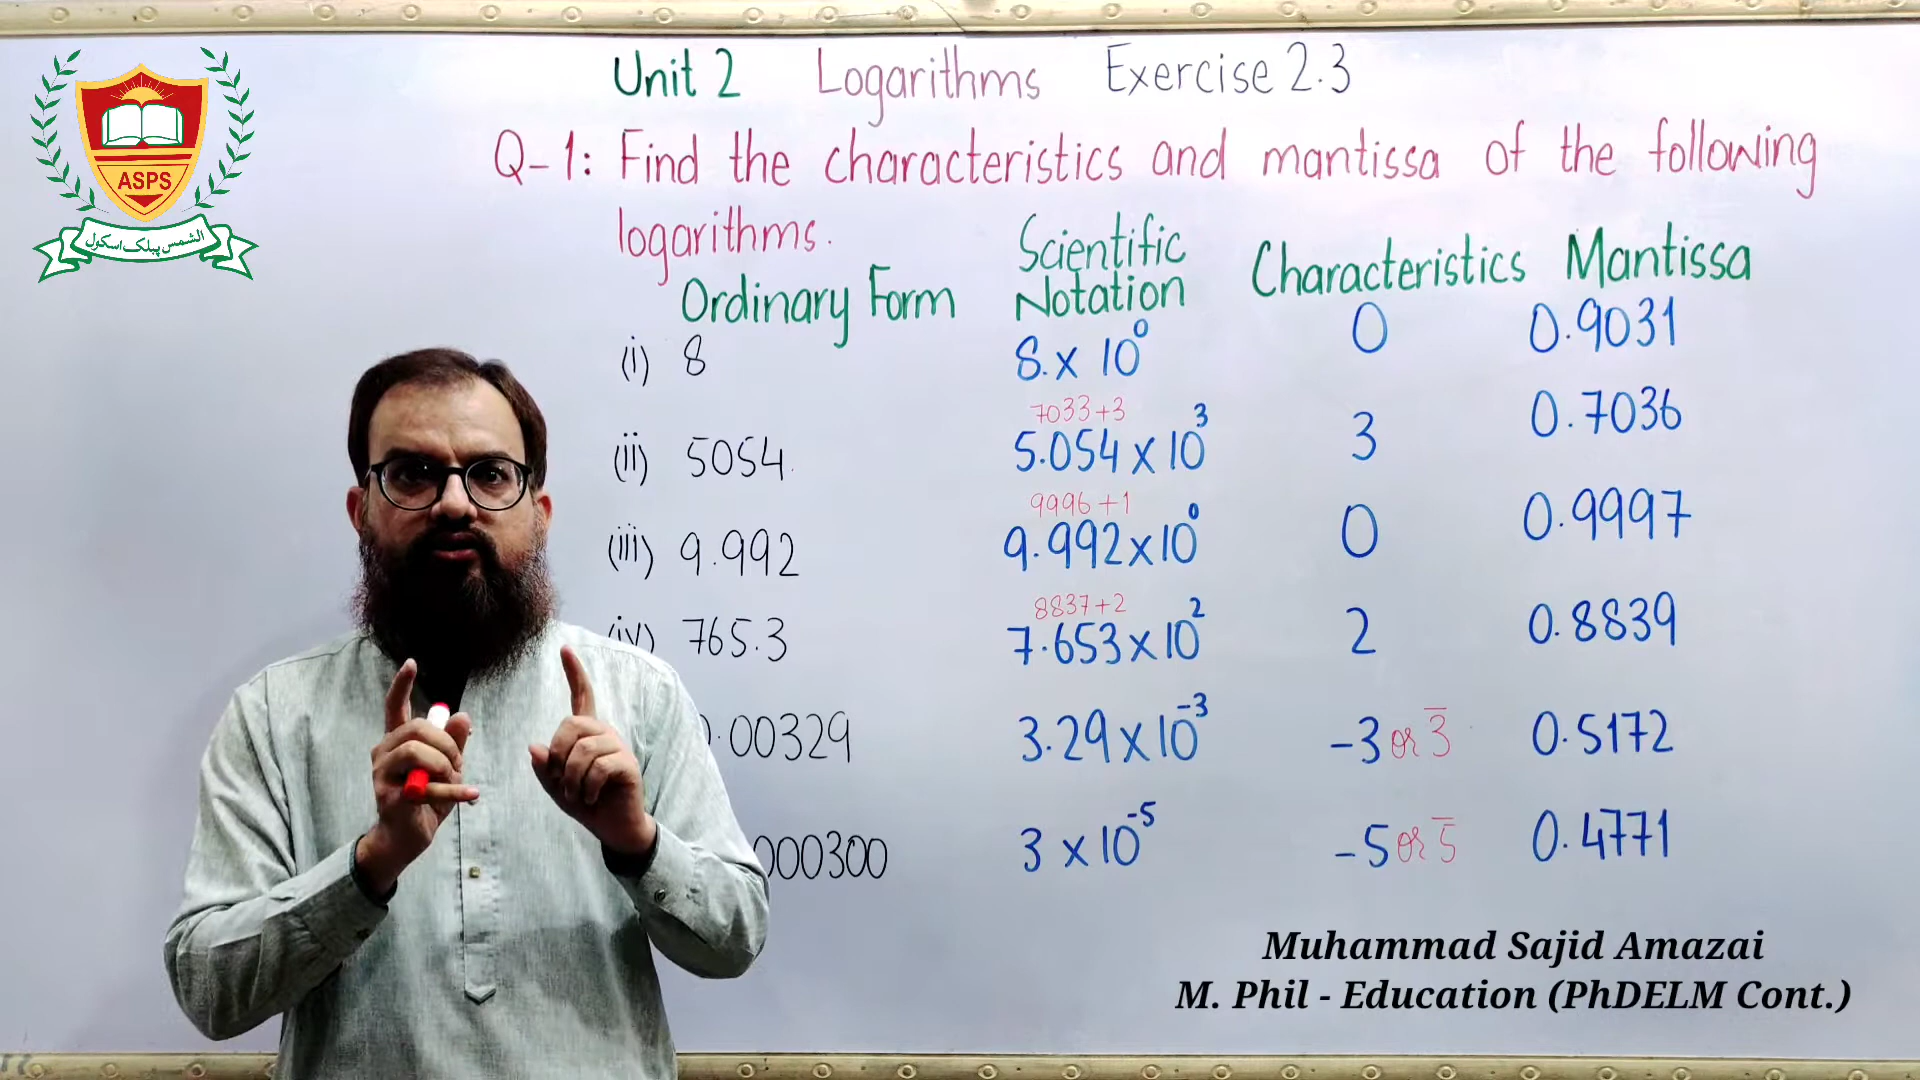 ASPS
الشمس پبلک اسکول
Unit 2 Logarithms Exercise 2.3
Q-1: Find the characteristics and mantissa of the following
logarithms.
Ordinary Form Scientific Notation Characteristics Mantissa
(i) 8 8. x 10⁰ 0 0.9031
7033+3
(ii) 5054. 5.054 x 10³ 3 0.7036
9996+1
(iii) 9.992 9.992 x 10⁰ 0 0.9997
8837+2
(iv) 765.3 7.653 x 10² 2 0.8839
.00329 3.29 x 10⁻³ -3 or 3̅ 0.5172
000300 3 x 10⁻⁵ -5 or 5̅ 0.4771
Muhammad Sajid Amazai
M. Phil - Education (PhDELM Cont.)